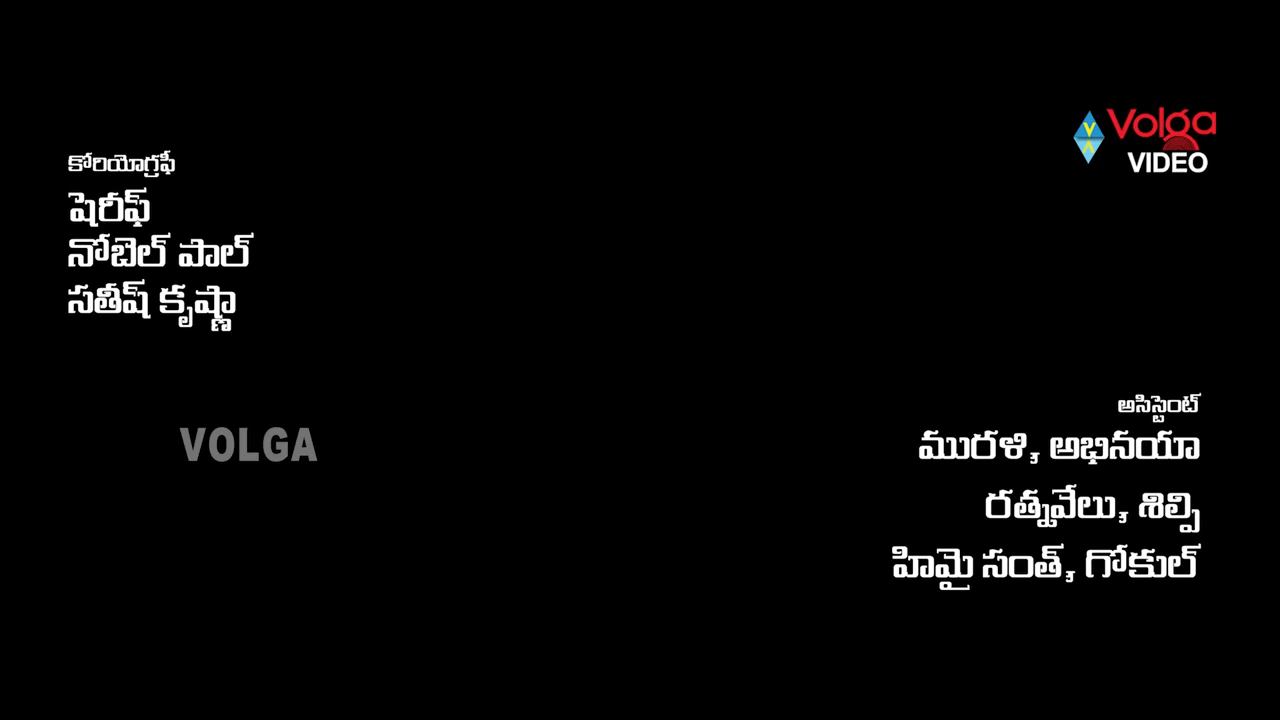 Volga
VIDEO
కోరియోగ్రఫీ
షెరీఫ్
నోబెల్ పాల్
సతీష్ కృష్ణా
VOLGA
అసిస్టెంట్
మురళి, అభినయా
రత్నవేలు, శిల్పి
హిమై సంత్, గోకుల్